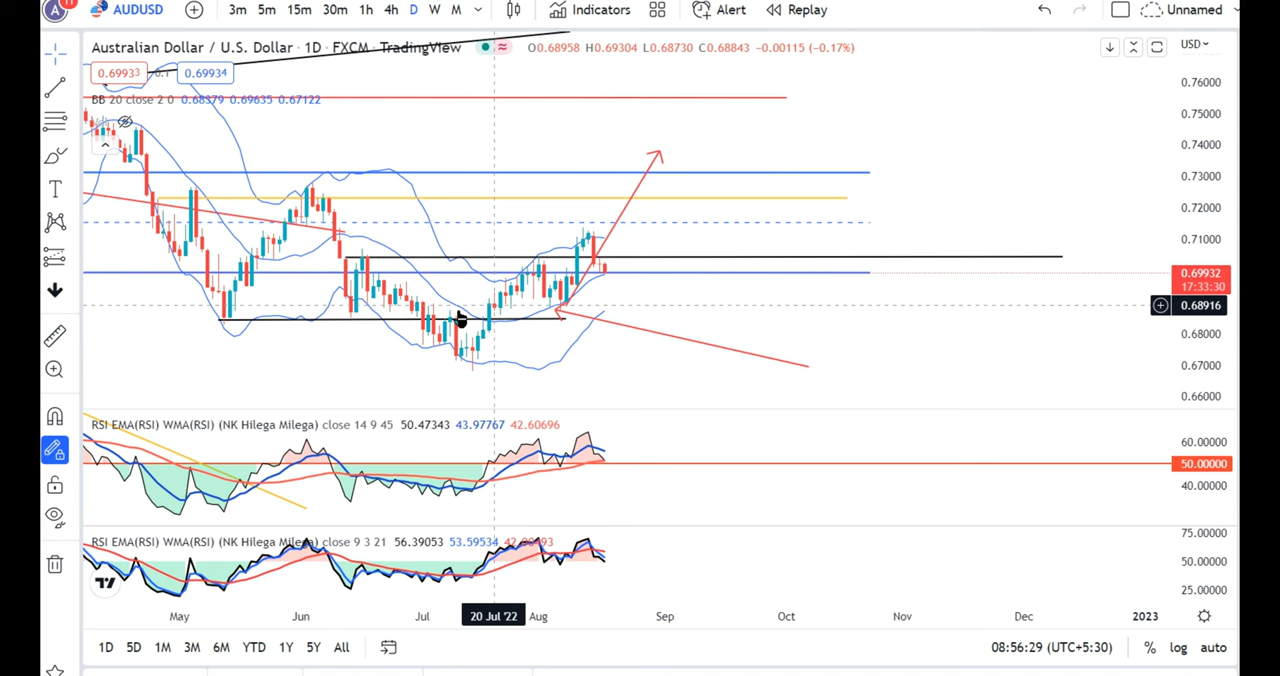 A 11 AUDUSD 3m 5m 15m 30m 1h 4h D W M Indicators Alert Replay Unnamed
Australian Dollar / U.S. Dollar · 1D · FXCM · TradingView O0.68958 H0.69304 L0.68730 C0.68843 −0.00115 (−0.17%) USD
0.69933 0.69934
BB 20 close 2 0 0.68379 0.69635 0.67122
0.76000
0.75000
0.74000
0.73000
0.72000
0.71000
0.69932
17:33:30
0.68916
0.68000
0.67000
0.66000
RSI EMA(RSI) WMA(RSI) (NK Hilega Milega) close 14 9 45 50.47343 43.97767 42.60696
60.00000
50.00000
40.00000
RSI EMA(RSI) WMA(RSI) (NK Hilega Milega) close 9 3 21 56.39053 53.59534
75.00000
50.00000
25.00000
May Jun Jul 20 Jul '22 Aug Sep Oct Nov Dec 2023
1D 5D 1M 3M 6M YTD 1Y 5Y All 08:56:29 (UTC+5:30) % log auto